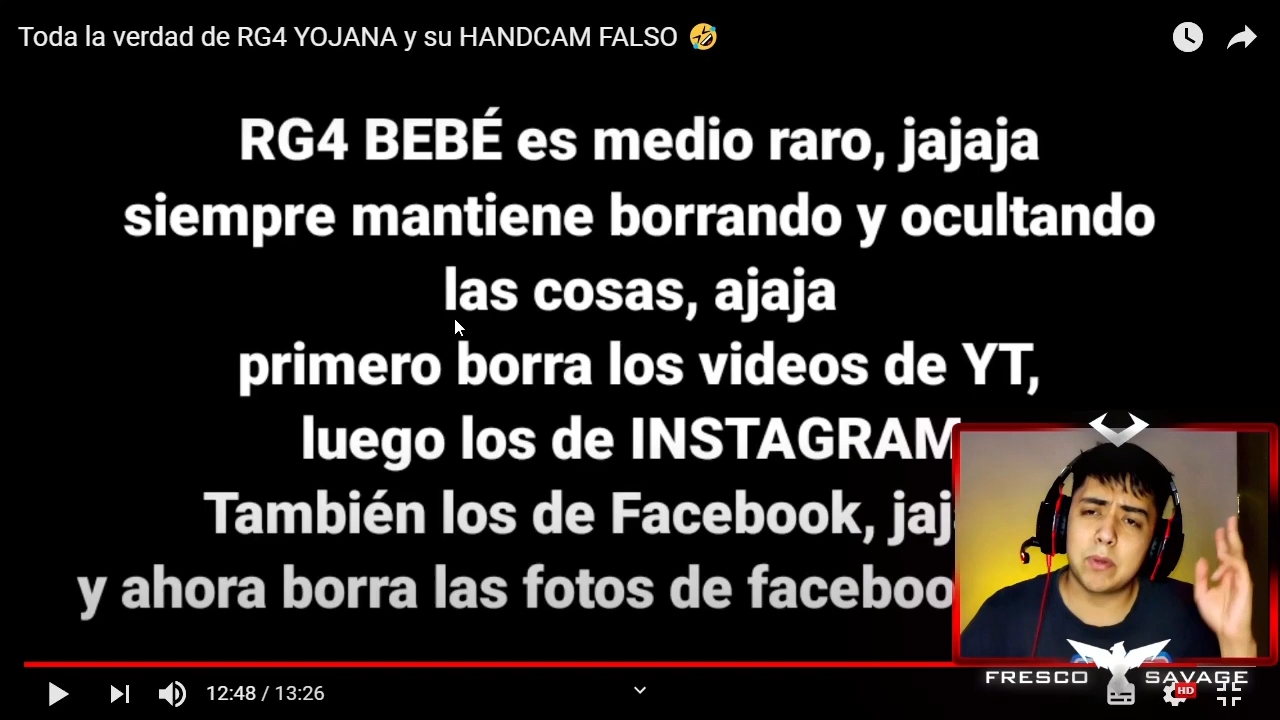 Toda la verdad de RG4 YOJANA y su HANDCAM FALSO 🤣
RG4 BEBÉ es medio raro, jajaja
siempre mantiene borrando y ocultando
las cosas, ajaja
primero borra los videos de YT,
luego los de INSTAGRAM
También los de Facebook, jaj
y ahora borra las fotos de faceboo
FRESCO SAVAGE
12:48 / 13:26
HD